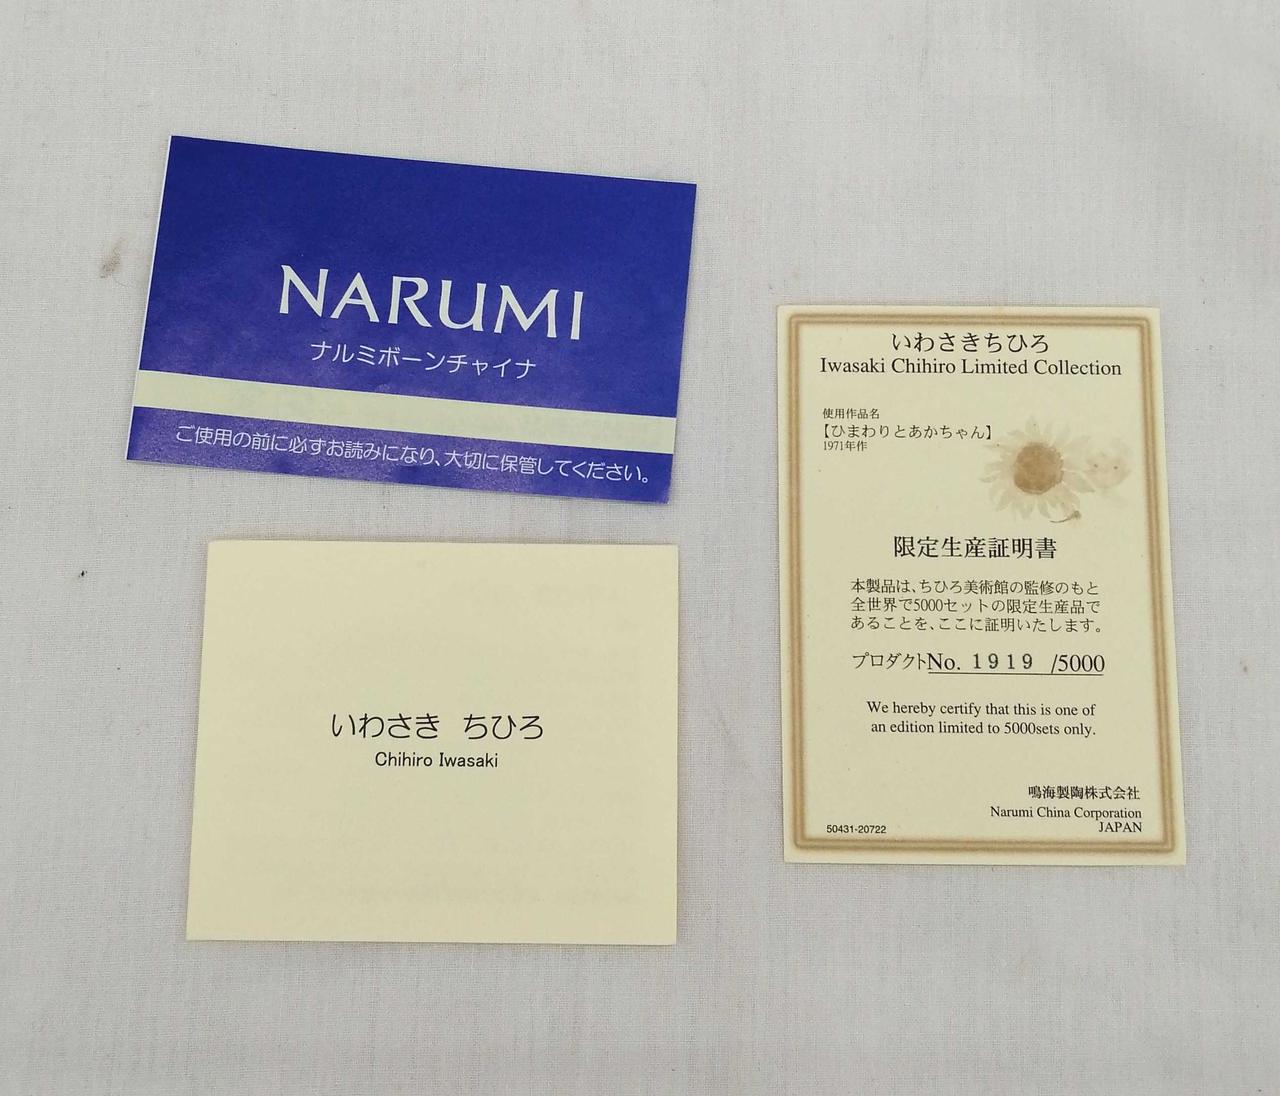 NARUMI
ナルミボーンチャイナ
ご使用の前に必ずお読みになり、大切に保管してください。
いわさき ちひろ
Chihiro Iwasaki
いわさきちひろ
Iwasaki Chihiro Limited Collection
使用作品名
【ひまわりとあかちゃん】
1971年作
限定生産証明書
本製品は、ちひろ美術館の監修のもと
全世界で5000セットの限定生産品で
あることを、ここに証明いたします。
プロダクトNo. 1919 /5000
We hereby certify that this is one of
an edition limited to 5000sets only.
鳴海製陶株式会社
Narumi China Corporation
50431-20722 JAPAN